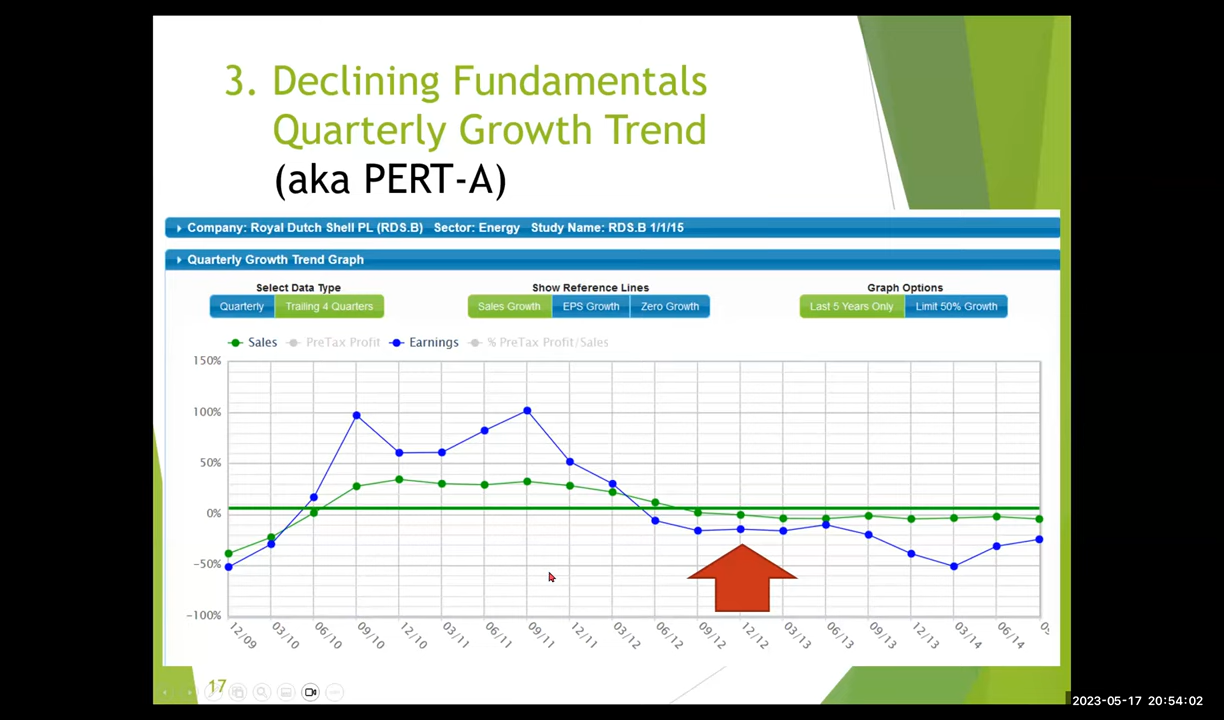 3. Declining Fundamentals
Quarterly Growth Trend
(aka PERT-A)
Company: Royal Dutch Shell PL (RDS.B) Sector: Energy Study Name: RDS.B 1/1/15
Quarterly Growth Trend Graph
Select Data Type Show Reference Lines Graph Options
Quarterly Trailing 4 Quarters Sales Growth EPS Growth Zero Growth Last 5 Years Only Limit 50% Growth
Sales PreTax Profit Earnings % PreTax Profit/Sales
150%
100%
50%
0%
-50%
-100%
12/09 03/10 06/10 09/10 12/10 03/11 06/11 09/11 12/11 03/12 06/12 09/12 12/12 03/13 06/13 09/13 12/13 03/14 06/14
17
2023-05-17 20:54:02